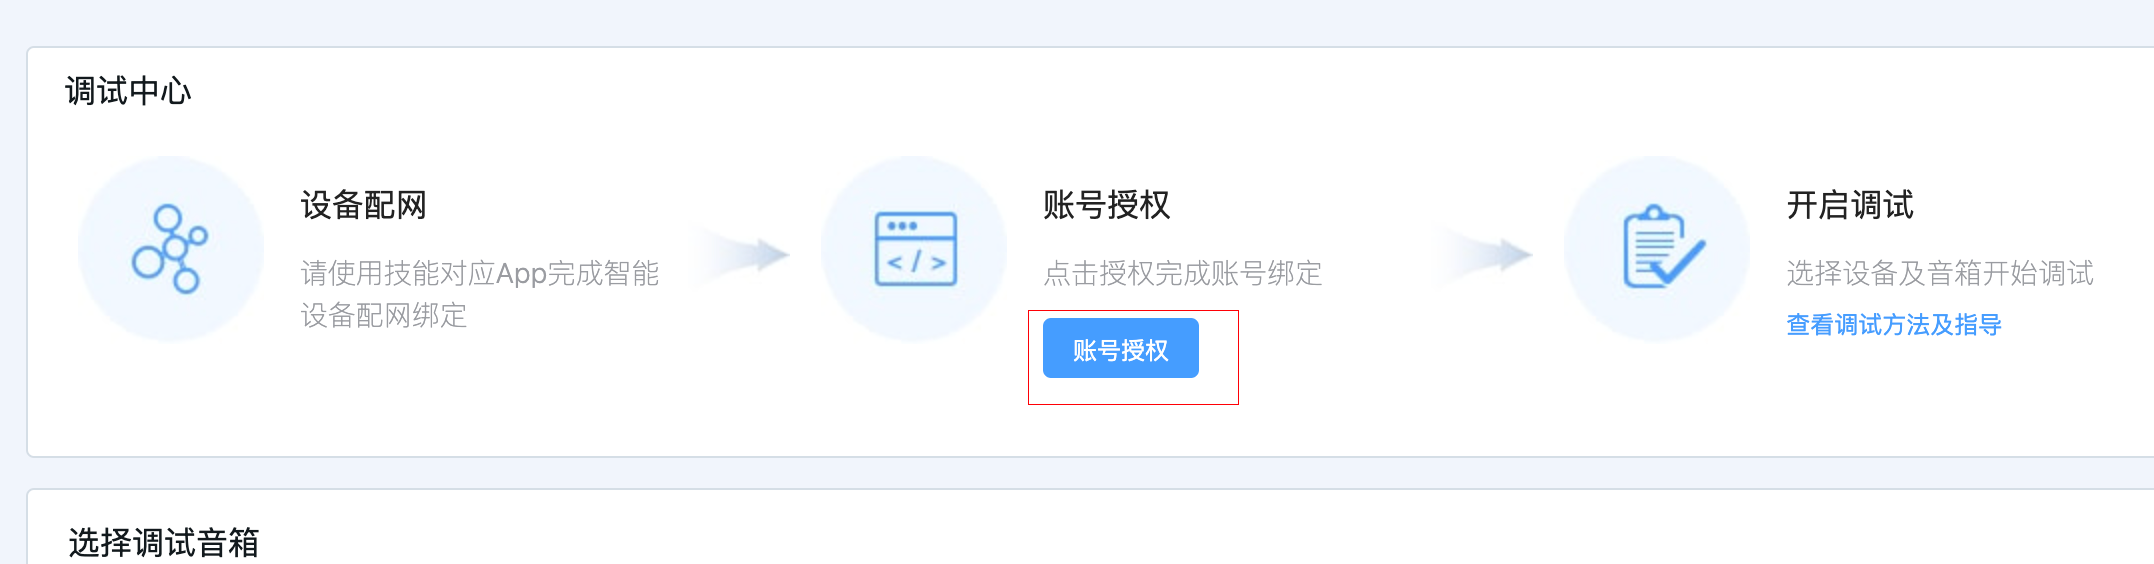 调试中心
设备配网
请使用技能对应App完成智能
设备配网绑定
</>
账号授权
点击授权完成账号绑定
账号授权
开启调试
选择设备及音箱开始调试
查看调试方法及指导
选择调试音箱